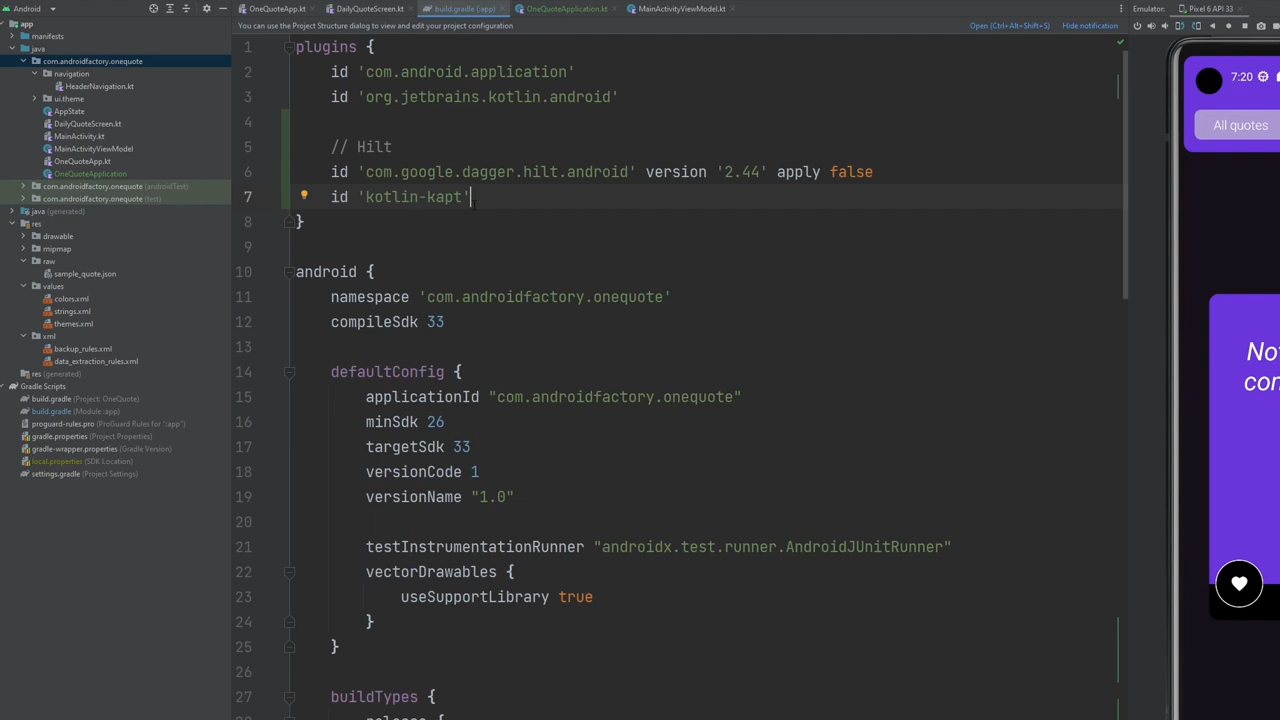 Android
OneQuoteApp.kt
DailyQuoteScreen.kt
build.gradle (:app)
OneQuoteApplication.kt
MainActivityViewModel.kt
Emulator:
Pixel 6 API 33
You can use the Project Structure dialog to view and edit your project configuration
Open (Ctrl+Alt+Shift+S)
Hide notification
app
manifests
java
com.androidfactory.onequote
navigation
HeaderNavigation.kt
ui.theme
AppState
DailyQuoteScreen.kt
MainActivity.kt
MainActivityViewModel
OneQuoteApp.kt
OneQuoteApplication
com.androidfactory.onequote (androidTest)
com.androidfactory.onequote (test)
java (generated)
res
drawable
mipmap
raw
sample_quote.json
values
colors.xml
strings.xml
themes.xml
xml
backup_rules.xml
data_extraction_rules.xml
res (generated)
Gradle Scripts
build.gradle (Project: OneQuote)
build.gradle (Module :app)
proguard-rules.pro (ProGuard Rules for ":app")
gradle.properties (Project Properties)
gradle-wrapper.properties (Gradle Version)
local.properties (SDK Location)
settings.gradle (Project Settings)
1 plugins {
2 id 'com.android.application'
3 id 'org.jetbrains.kotlin.android'
4
5 // Hilt
6 id 'com.google.dagger.hilt.android' version '2.44' apply false
7 id 'kotlin-kapt'
8 }
9
10 android {
11 namespace 'com.androidfactory.onequote'
12 compileSdk 33
13
14 defaultConfig {
15 applicationId "com.androidfactory.onequote"
16 minSdk 26
17 targetSdk 33
18 versionCode 1
19 versionName "1.0"
20
21 testInstrumentationRunner "androidx.test.runner.AndroidJUnitRunner"
22 vectorDrawables {
23 useSupportLibrary true
24 }
25 }
26
27 buildTypes {
7:20
All quotes